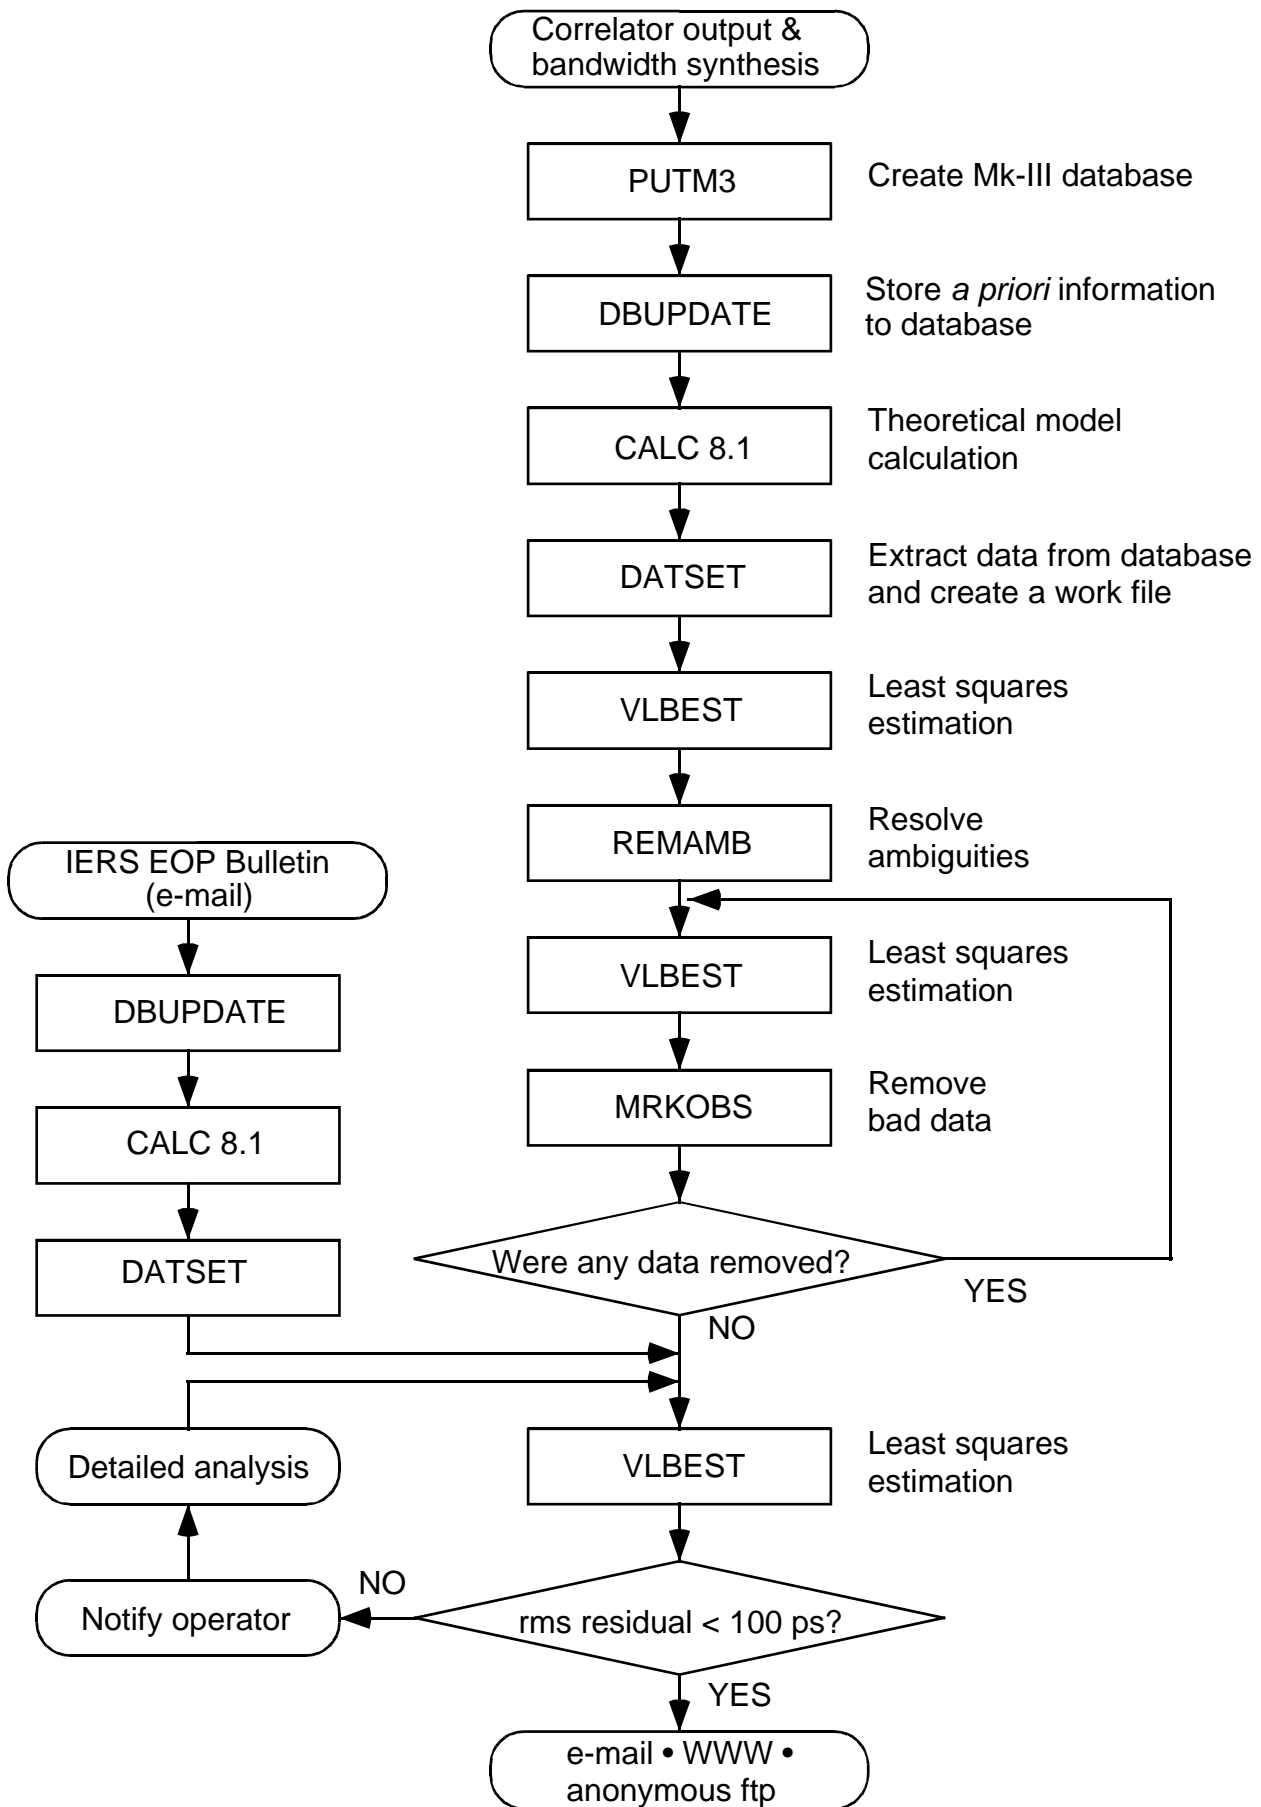 Correlator output &
bandwidth synthesis
PUTM3
Create Mk-III database
DBUPDATE
Store a priori information
to database
CALC 8.1
Theoretical model
calculation
DATSET
Extract data from database
and create a work file
VLBEST
Least squares
estimation
REMAMB
Resolve
ambiguities
IERS EOP Bulletin
(e-mail)
VLBEST
Least squares
estimation
DBUPDATE
MRKOBS
Remove
bad data
CALC 8.1
Were any data removed?
YES
DATSET
NO
Detailed analysis
VLBEST
Least squares
estimation
NO
Notify operator
rms residual < 100 ps?
YES
e-mail • WWW •
anonymous ftp